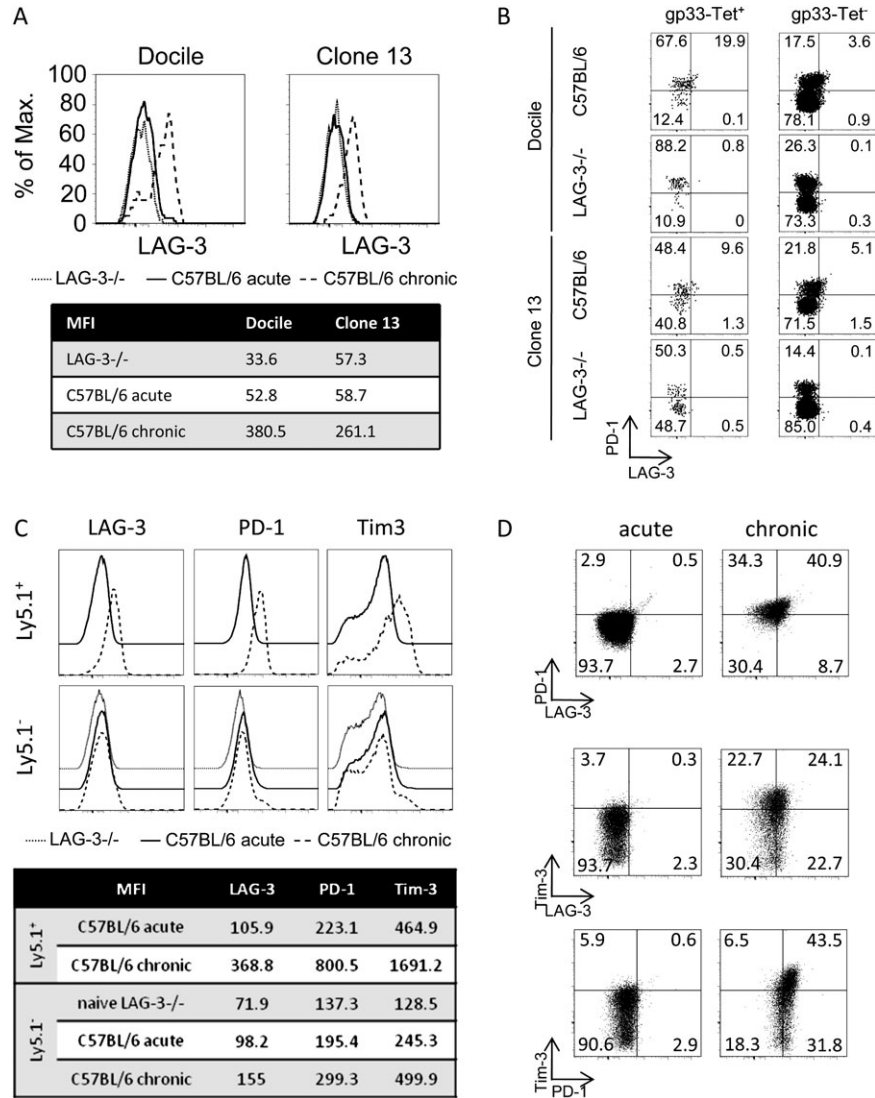 A
Docile
Clone 13
% of Max.
100
80
60
40
20
0
LAG-3
LAG-3
LAG-3-/-
C57BL/6 acute
C57BL/6 chronic
MFI Docile Clone 13
LAG-3-/- 33.6 57.3
C57BL/6 acute 52.8 58.7
C57BL/6 chronic 380.5 261.1
B
gp33-Tet+
gp33-Tet-
Docile
C57BL/6
67.6 19.9 17.5 3.6
12.4 0.1 78.1 0.9
LAG-3-/-
88.2 0.8 26.3 0.1
10.9 0 73.3 0.3
Clone 13
C57BL/6
48.4 9.6 21.8 5.1
40.8 1.3 71.5 1.5
LAG-3-/-
50.3 0.5 14.4 0.1
48.7 0.5 85.0 0.4
PD-1
LAG-3
C
LAG-3 PD-1 Tim3
Ly5.1+
Ly5.1-
LAG-3-/-
C57BL/6 acute
C57BL/6 chronic
MFI LAG-3 PD-1 Tim-3
Ly5.1+
C57BL/6 acute 105.9 223.1 464.9
C57BL/6 chronic 368.8 800.5 1691.2
Ly5.1-
naive LAG-3-/- 71.9 137.3 128.5
C57BL/6 acute 98.2 195.4 245.3
C57BL/6 chronic 155 299.3 499.9
D
acute chronic
2.9 0.5 34.3 40.9
93.7 2.7 30.4 8.7
PD-1
LAG-3
3.7 0.3 22.7 24.1
93.7 2.3 30.4 22.7
Tim-3
LAG-3
5.9 0.6 6.5 43.5
90.6 2.9 18.3 31.8
Tim-3
PD-1